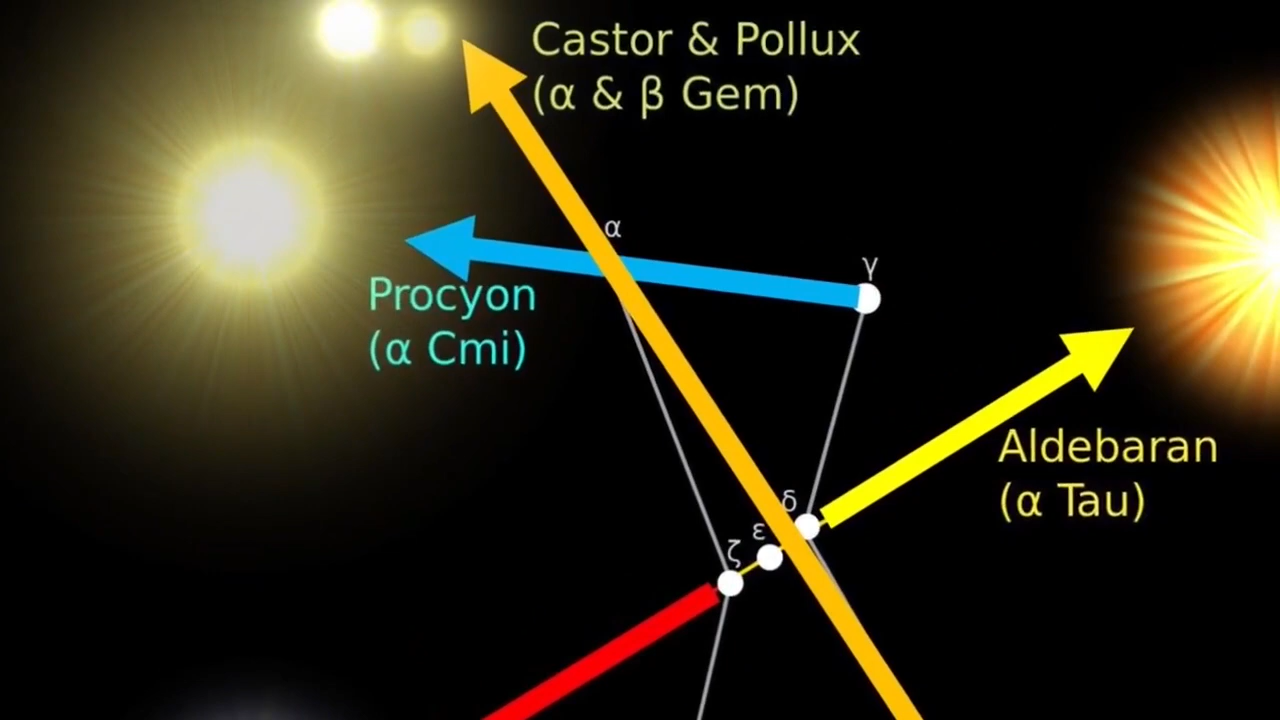 Castor & Pollux
(α & β Gem)
α
γ
Procyon
(α Cmi)
Aldebaran
(α Tau)
δ
ε
ζ